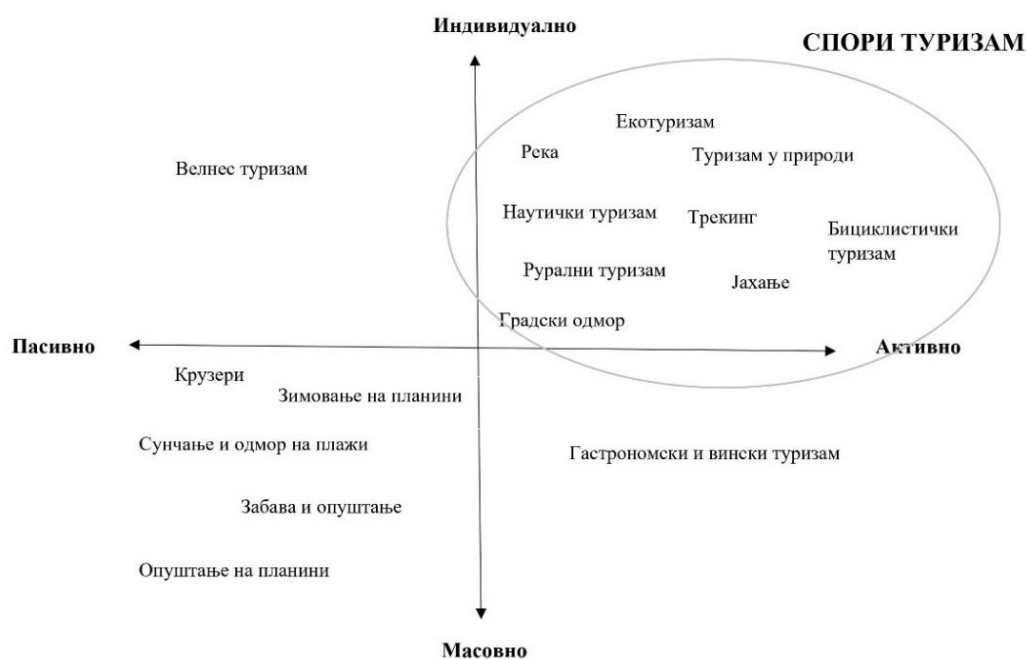 Индивидуално
СПОРИ ТУРИЗАМ
Екотуризам
Река
Туризам у природи
Велнес туризам
Наутички туризам
Трекинг
Бициклистички
туризам
Рурални туризам
Јахање
Градски одмор
Пасивно
Активно
Крузери
Зимовање на планини
Сунчање и одмор на плажи
Гастрономски и вински туризам
Забава и опуштање
Опуштање на планини
Масовно